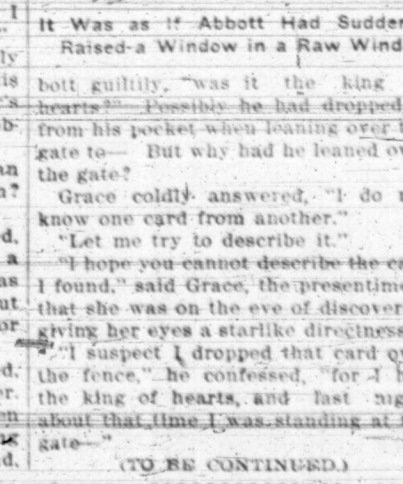 I
It Was as If Abbott Had Sudden
Raised a Window in a Raw Wind
bott guiltily, "was it the king
hearts?" Possibly he had dropped
from his pocket when leaning over
gate to— But why had he leaned ov
the gate?
Grace coldly answered, "I do
know one card from another."
"Let me try to describe it."
"I hope you cannot describe the ca
I found," said Grace, the presentime
that she was on the eve of discover
giving her eyes a starlike directness
"I suspect I dropped that card ov
the fence," he confessed, "for I h
the king of hearts, and last nig
about that time I was standing at
gate—"
(TO BE CONTINUED.)